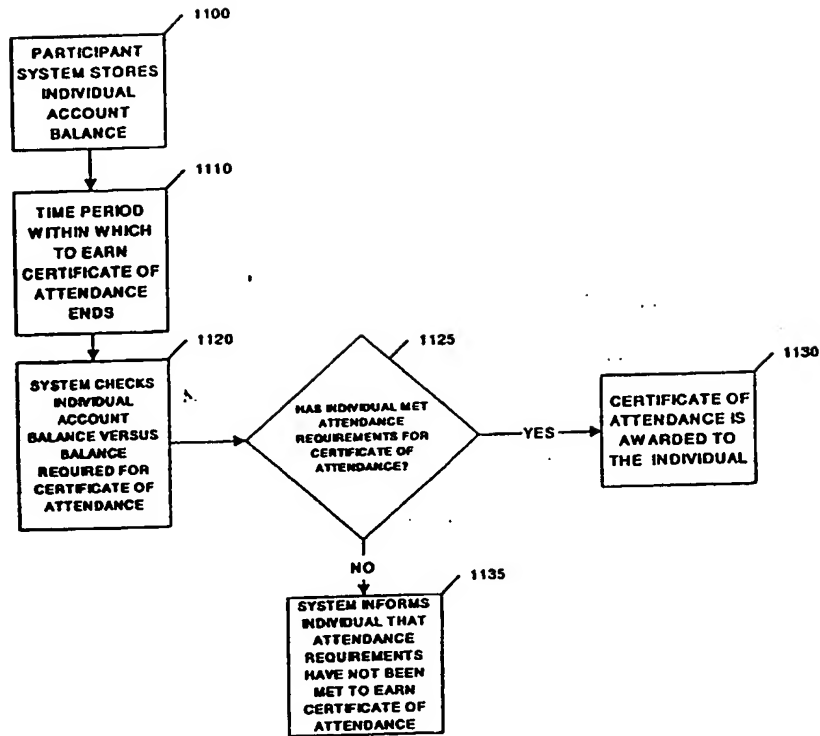 1100
PARTICIPANT
SYSTEM STORES
INDIVIDUAL
ACCOUNT
BALANCE
1110
TIME PERIOD
WITHIN WHICH
TO EARN
CERTIFICATE OF
ATTENDANCE
ENDS
1120
SYSTEM CHECKS
INDIVIDUAL
ACCOUNT
BALANCE VERSUS
BALANCE
REQUIRED FOR
CERTIFICATE OF
ATTENDANCE
1125
HAS INDIVIDUAL MET
ATTENDANCE
REQUIREMENTS FOR
CERTIFICATE OF
ATTENDANCE?
YES
1130
CERTIFICATE OF
ATTENDANCE IS
AWARDED TO
THE INDIVIDUAL
NO
1135
SYSTEM INFORMS
INDIVIDUAL THAT
ATTENDANCE
REQUIREMENTS
HAVE NOT BEEN
MET TO EARN
CERTIFICATE OF
ATTENDANCE